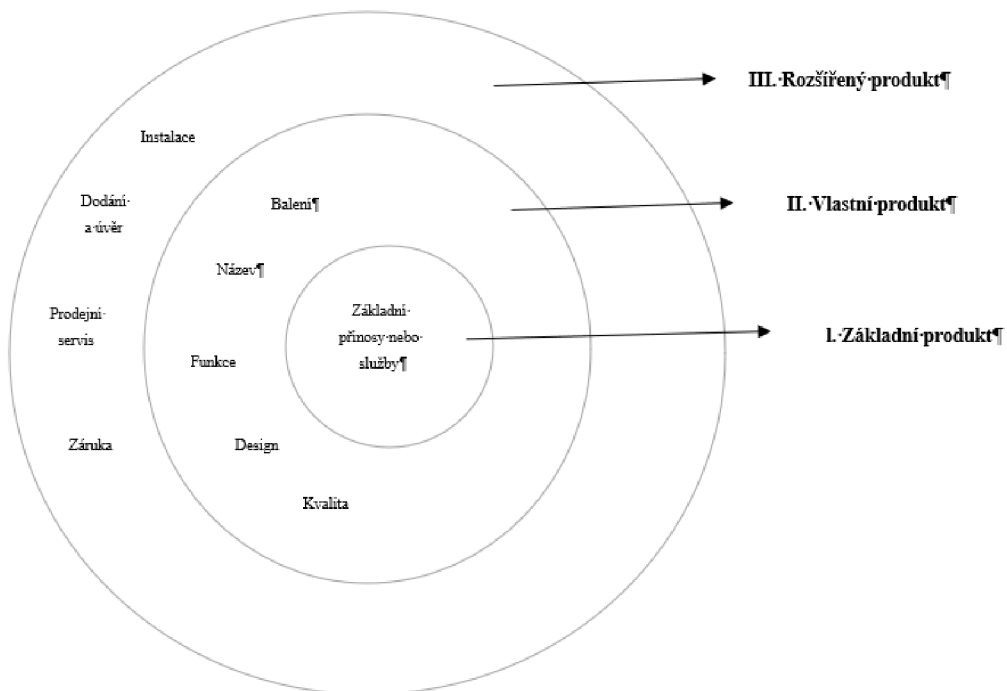 III.·Rozšířený·produkt¶
Instalace
Dodání·
a·úvěr
Balení¶
II.·Vlastní·produkt¶
Název¶
Základní·
přínosy·nebo·
služby¶
Prodejní·
servis
I.·Základní·produkt¶
Funkce
Záruka
Design
Kvalita